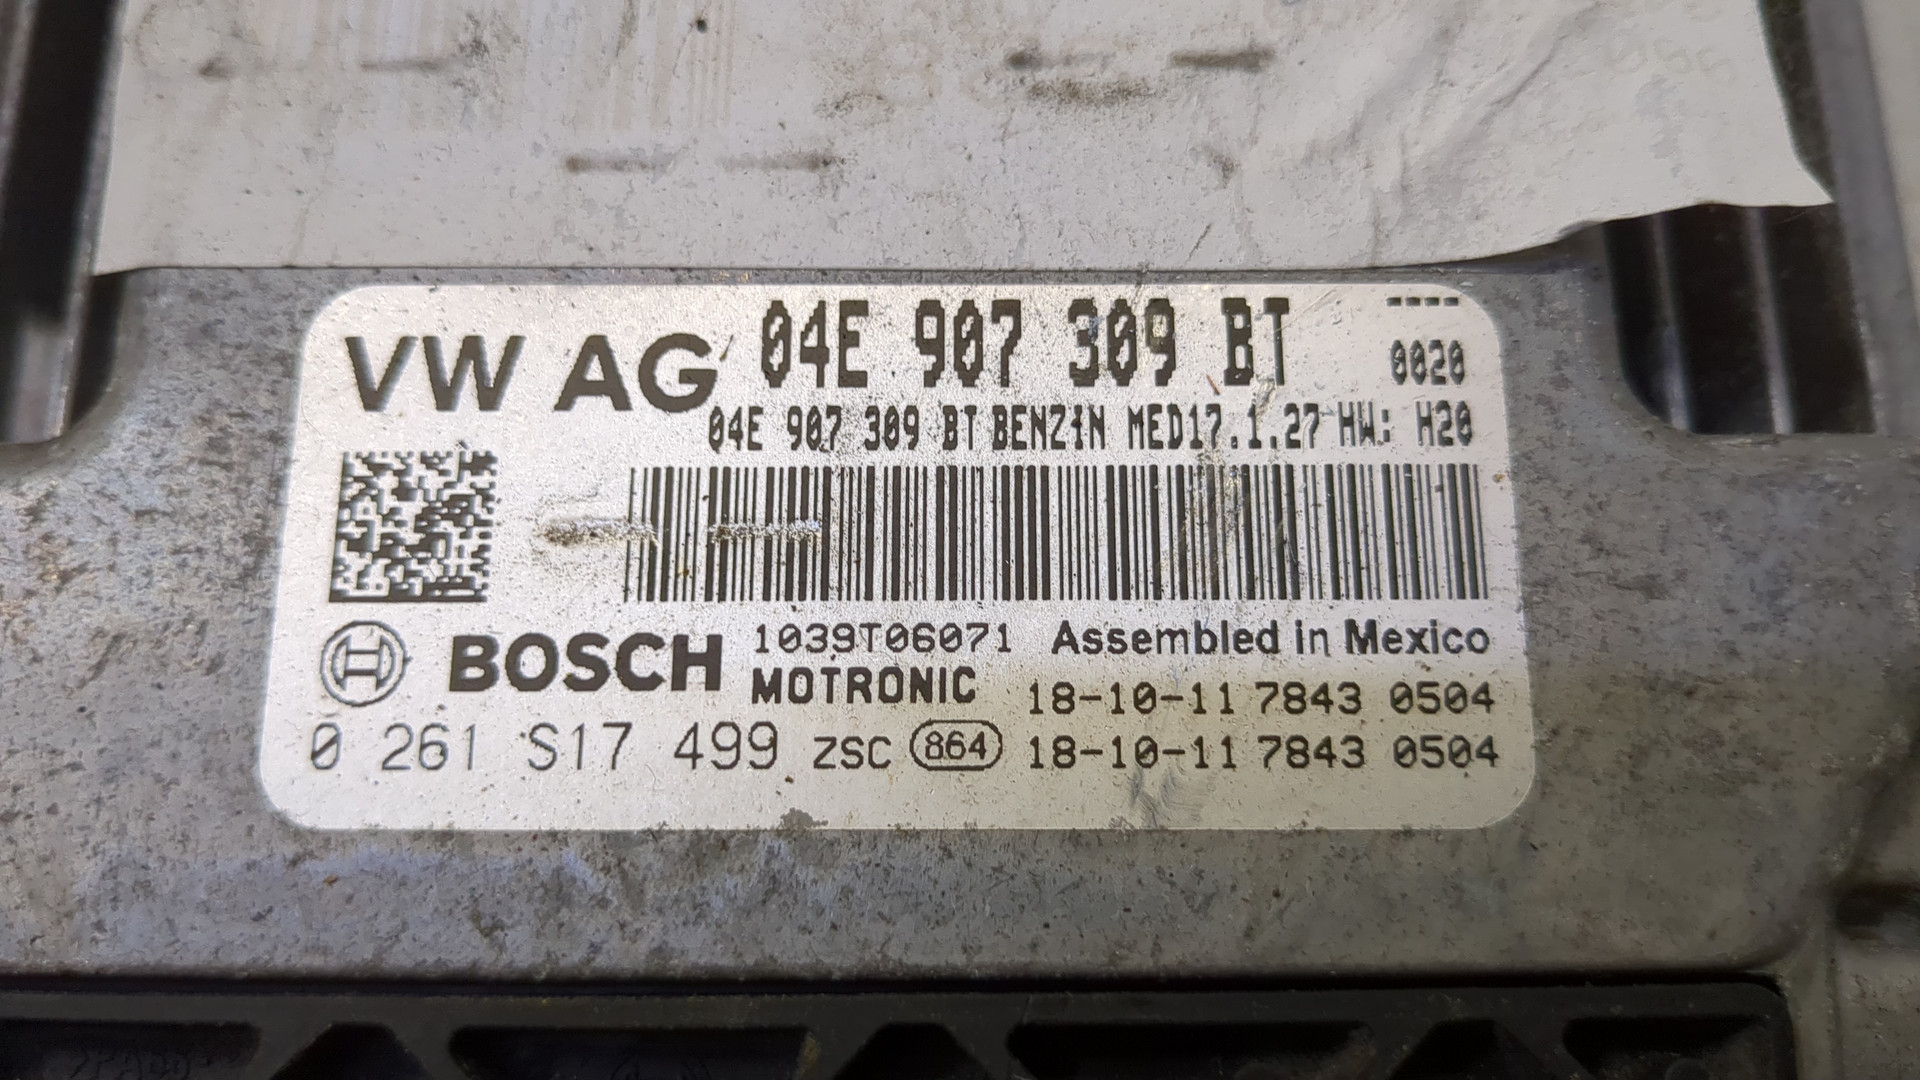 VW AG 04E 907 309 BT ----
0020
04E 907 309 BT BENZIN MED17.1.27 HW: H20
BOSCH 1039T06071 Assembled in Mexico
MOTRONIC 18-10-11 7843 0504
0 261 S17 499 ZSC 864 18-10-11 7843 0504